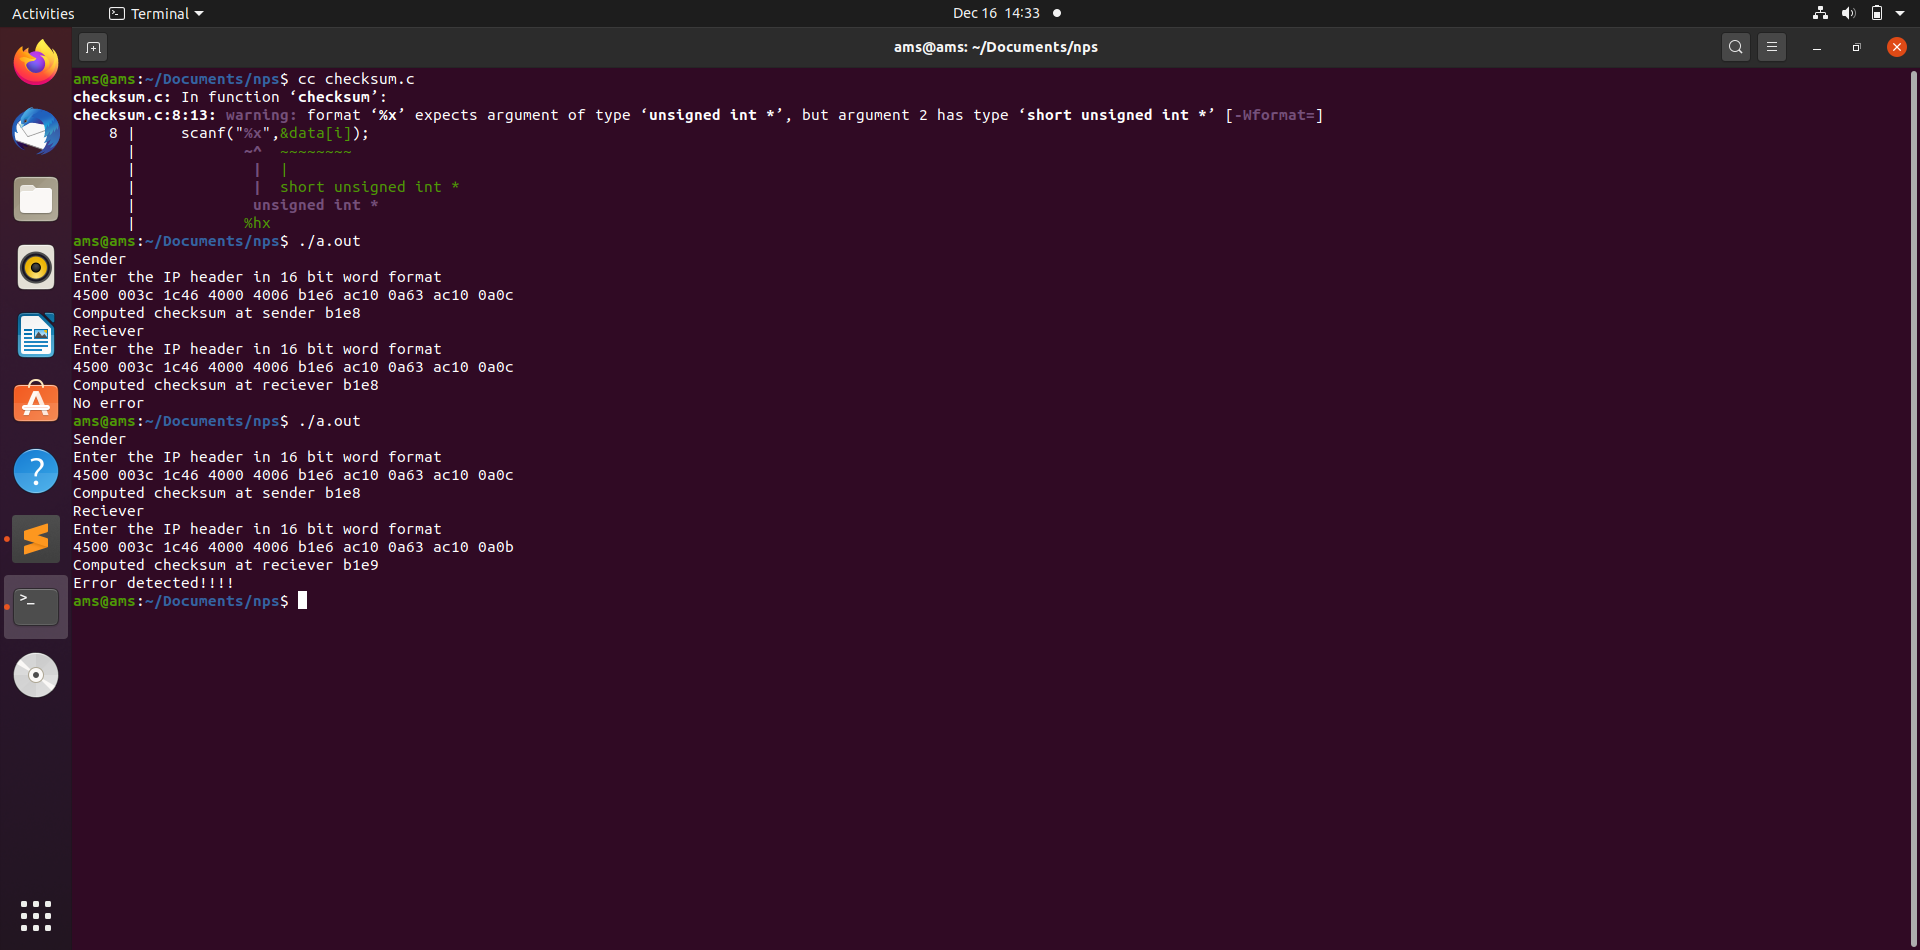 Activities
Terminal
Dec 16 14:33
ams@ams: ~/Documents/nps
ams@ams:~/Documents/nps$ cc checksum.c
checksum.c: In function ‘checksum’:
checksum.c:8:13: warning: format ‘%x’ expects argument of type ‘unsigned int *’, but argument 2 has type ‘short unsigned int *’ [-Wformat=]
    8 |     scanf("%x",&data[i]);
      |            ~^  ~~~~~~~~
      |             |  |
      |             |  short unsigned int *
      |             unsigned int *
      |            %hx
ams@ams:~/Documents/nps$ ./a.out
Sender
Enter the IP header in 16 bit word format
4500 003c 1c46 4000 4006 b1e6 ac10 0a63 ac10 0a0c
Computed checksum at sender b1e8
Reciever
Enter the IP header in 16 bit word format
4500 003c 1c46 4000 4006 b1e6 ac10 0a63 ac10 0a0c
Computed checksum at reciever b1e8
No error
ams@ams:~/Documents/nps$ ./a.out
Sender
Enter the IP header in 16 bit word format
4500 003c 1c46 4000 4006 b1e6 ac10 0a63 ac10 0a0c
Computed checksum at sender b1e8
Reciever
Enter the IP header in 16 bit word format
4500 003c 1c46 4000 4006 b1e6 ac10 0a63 ac10 0a0b
Computed checksum at reciever b1e9
Error detected!!!!
ams@ams:~/Documents/nps$